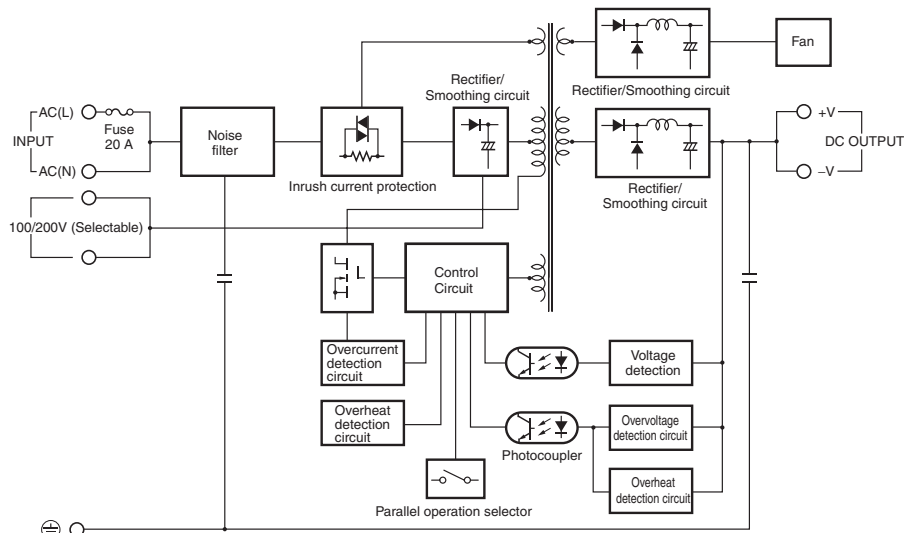 Fan
Rectifier/Smoothing circuit
Rectifier/
Smoothing circuit
AC(L)
Fuse
20 A
INPUT
AC(N)
Noise
filter
Inrush current protection
Rectifier/
Smoothing circuit
+V
DC OUTPUT
–V
100/200V (Selectable)
Control
Circuit
Overcurrent
detection
circuit
Voltage
detection
Overheat
detection
circuit
Overvoltage
detection circuit
Photocoupler
Overheat
detection circuit
Parallel operation selector